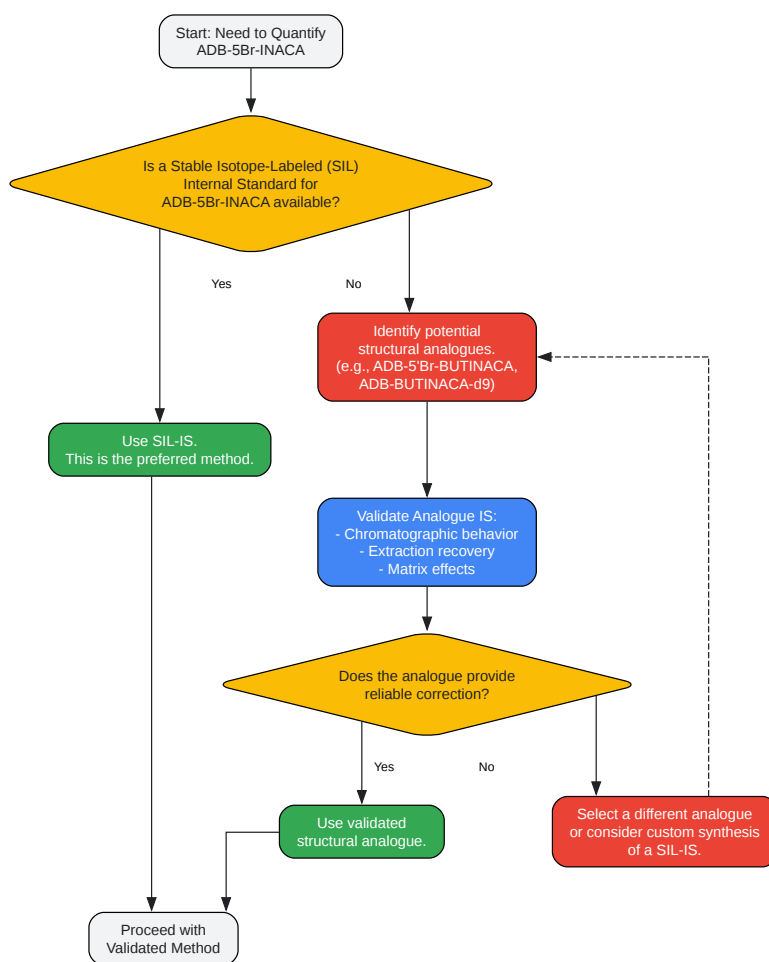 Start: Need to Quantify
ADB-5Br-INACA
Is a Stable Isotope-Labeled (SIL)
Internal Standard for
ADB-5Br-INACA available?
Yes
No
Identify potential
structural analogues.
(e.g., ADB-5'Br-BUTINACA,
ADB-BUTINACA-d9)
Use SIL-IS.
This is the preferred method.
Validate Analogue IS:
- Chromatographic behavior
- Extraction recovery
- Matrix effects
Does the analogue provide
reliable correction?
Yes
No
Use validated
structural analogue.
Select a different analogue
or consider custom synthesis
of a SIL-IS.
Proceed with
Validated Method